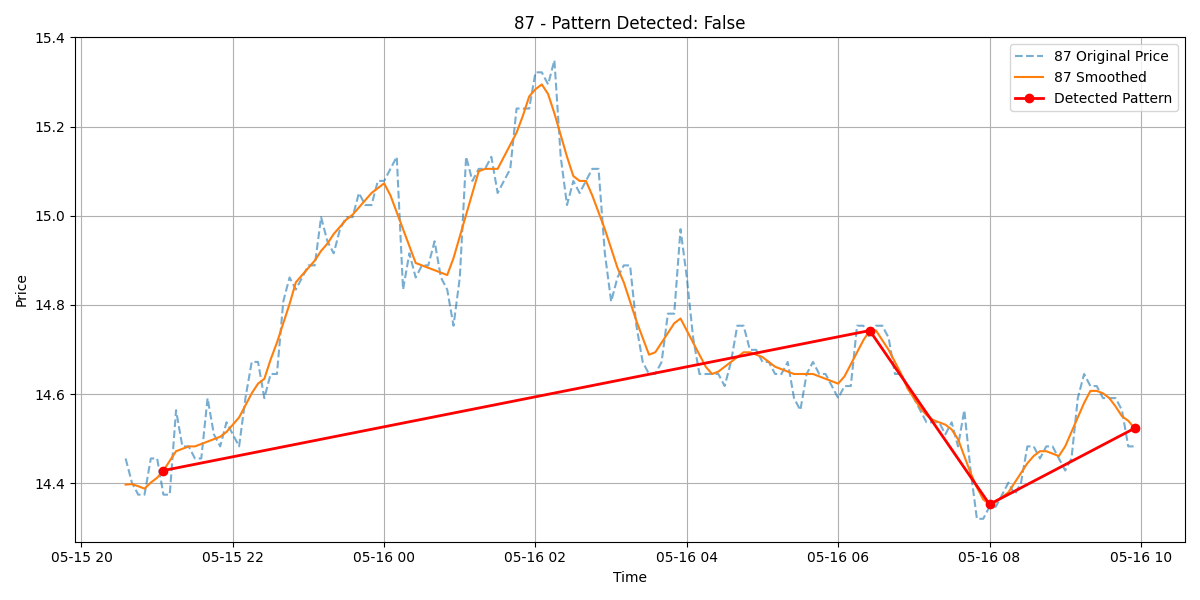 87 - Pattern Detected: False
15.4
15.2
15.0
14.8
14.6
14.4
Price
87 Original Price
87 Smoothed
Detected Pattern
05-15 20
05-15 22
05-16 00
05-16 02
05-16 04
05-16 06
05-16 08
05-16 10
Time